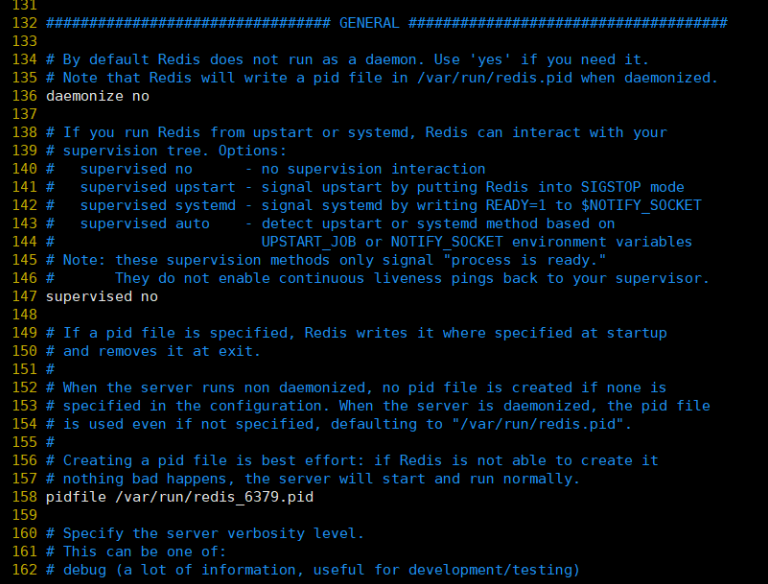 131
132 ################################# GENERAL #####################################
133
134 # By default Redis does not run as a daemon. Use 'yes' if you need it.
135 # Note that Redis will write a pid file in /var/run/redis.pid when daemonized.
136 daemonize no
137
138 # If you run Redis from upstart or systemd, Redis can interact with your
139 # supervision tree. Options:
140 #   supervised no      - no supervision interaction
141 #   supervised upstart - signal upstart by putting Redis into SIGSTOP mode
142 #   supervised systemd - signal systemd by writing READY=1 to $NOTIFY_SOCKET
143 #   supervised auto    - detect upstart or systemd method based on
144 #                        UPSTART_JOB or NOTIFY_SOCKET environment variables
145 # Note: these supervision methods only signal "process is ready."
146 #       They do not enable continuous liveness pings back to your supervisor.
147 supervised no
148
149 # If a pid file is specified, Redis writes it where specified at startup
150 # and removes it at exit.
151 #
152 # When the server runs non daemonized, no pid file is created if none is
153 # specified in the configuration. When the server is daemonized, the pid file
154 # is used even if not specified, defaulting to "/var/run/redis.pid".
155 #
156 # Creating a pid file is best effort: if Redis is not able to create it
157 # nothing bad happens, the server will start and run normally.
158 pidfile /var/run/redis_6379.pid
159
160 # Specify the server verbosity level.
161 # This can be one of:
162 # debug (a lot of information, useful for development/testing)